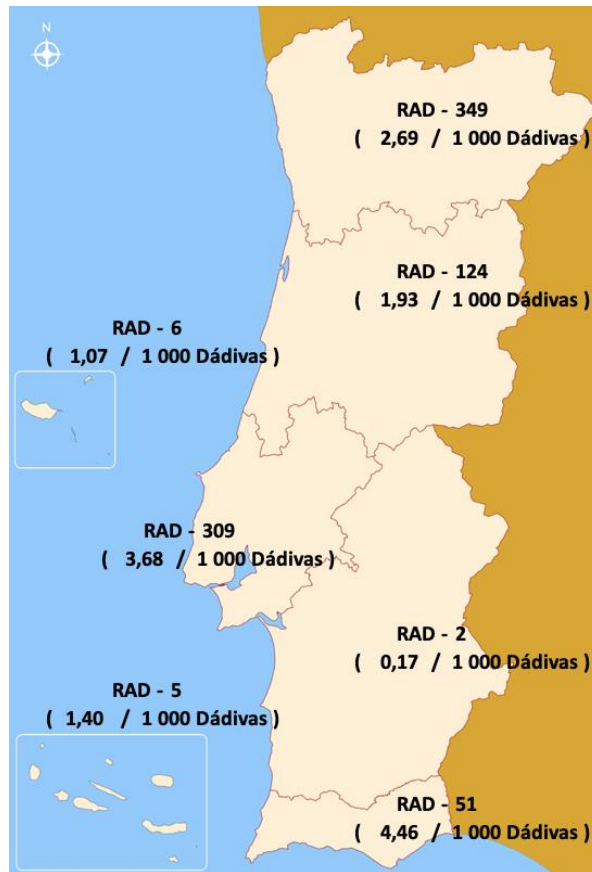 N
RAD - 349
( 2,69 / 1 000 Dádivas )
RAD - 124
( 1,93 / 1 000 Dádivas )
RAD - 6
( 1,07 / 1 000 Dádivas )
RAD - 309
( 3,68 / 1 000 Dádivas )
RAD - 2
( 0,17 / 1 000 Dádivas )
RAD - 5
( 1,40 / 1 000 Dádivas )
RAD - 51
( 4,46 / 1 000 Dádivas )